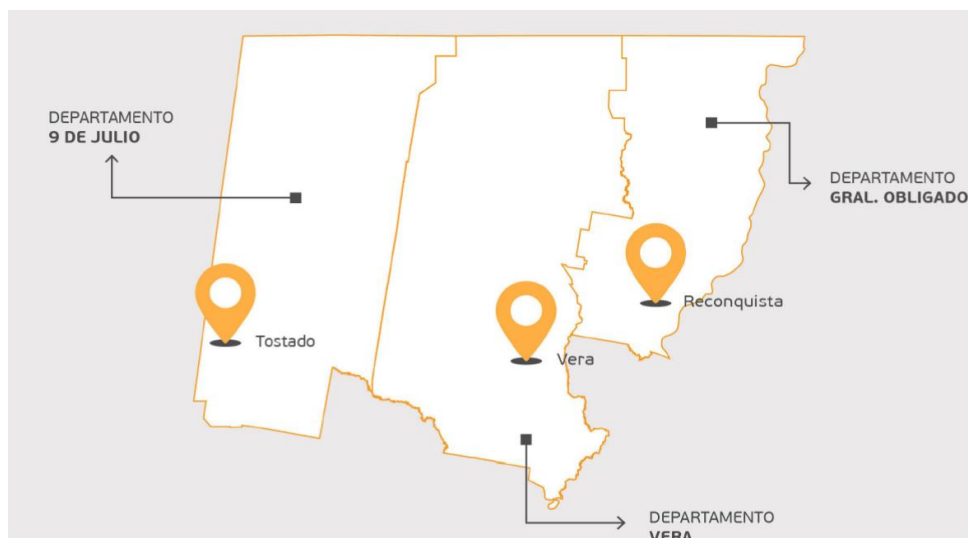 DEPARTAMENTO
9 DE JULIO
DEPARTAMENTO
GRAL. OBLIGADO
Reconquista
Tostado
Vera
DEPARTAMENTO
VERA